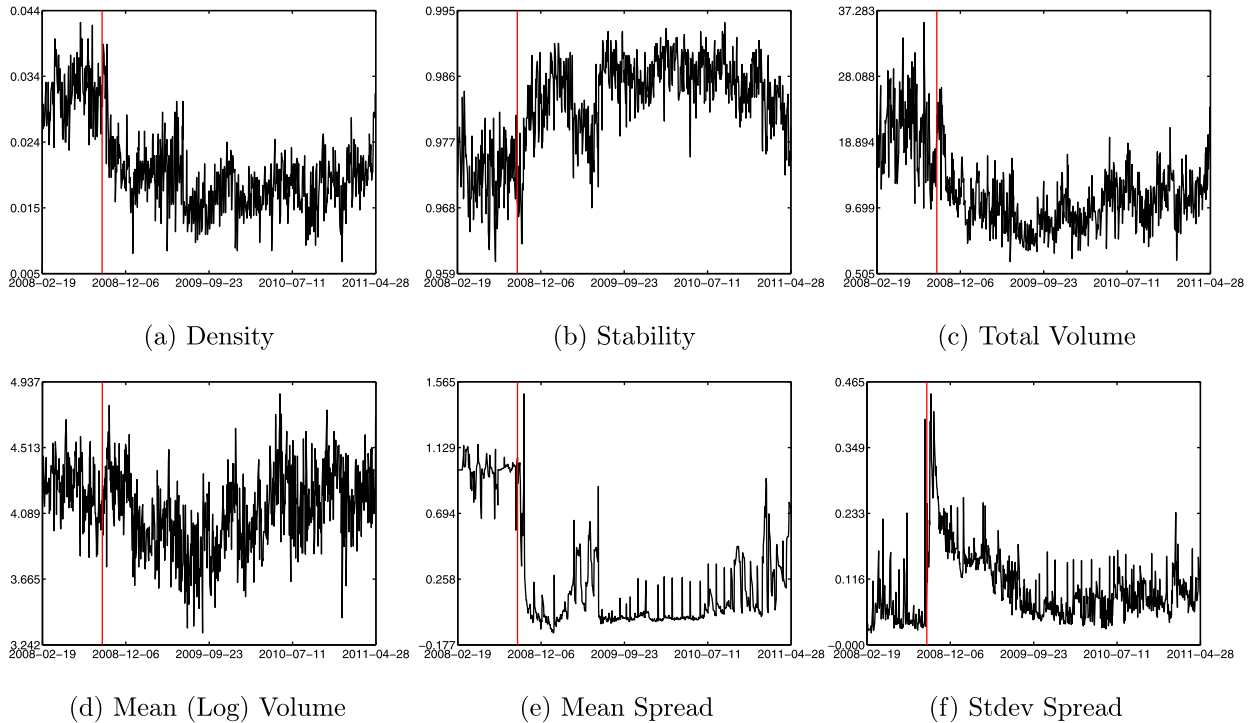 0.044
0.034
0.024
0.015
0.005
2008–02–19 2008–12–06 2009–09–23 2010–07–11 2011–04–28
(a) Density
0.995
0.986
0.977
0.968
0.959
2008–02–19 2008–12–06 2009–09–23 2010–07–11 2011–04–28
(b) Stability
37.283
28.088
18.894
9.699
0.505
2008–02–19 2008–12–06 2009–09–23 2010–07–11 2011–04–28
(c) Total Volume
4.937
4.513
4.089
3.665
3.242
2008–02–19 2008–12–06 2009–09–23 2010–07–11 2011–04–28
(d) Mean (Log) Volume
1.565
1.129
0.694
0.258
–0.177
2008–02–19 2008–12–06 2009–09–23 2010–07–11 2011–04–28
(e) Mean Spread
0.465
0.349
0.233
0.116
–0.000
2008–02–19 2008–12–06 2009–09–23 2010–07–11 2011–04–28
(f) Stdev Spread